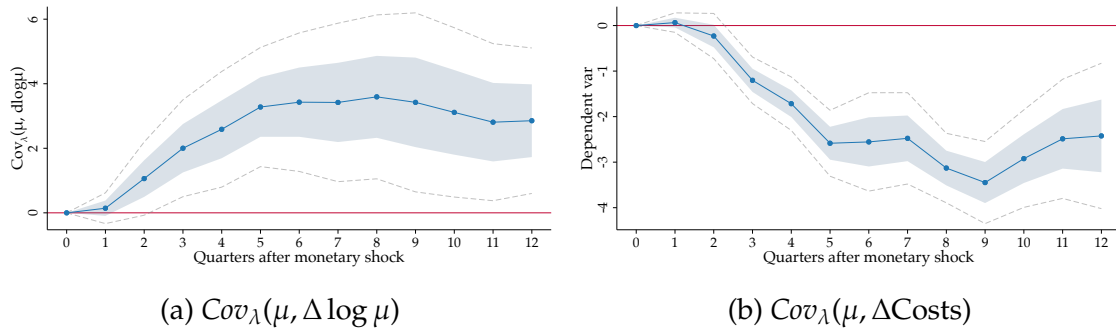 6
4
2
0
Cov_λ(μ, dlogμ)
0 1 2 3 4 5 6 7 8 9 10 11 12
Quarters after monetary shock
(a) Cov_λ(μ, Δ log μ)
0
-1
-2
-3
-4
Dependent var
0 1 2 3 4 5 6 7 8 9 10 11 12
Quarters after monetary shock
(b) Cov_λ(μ, ΔCosts)